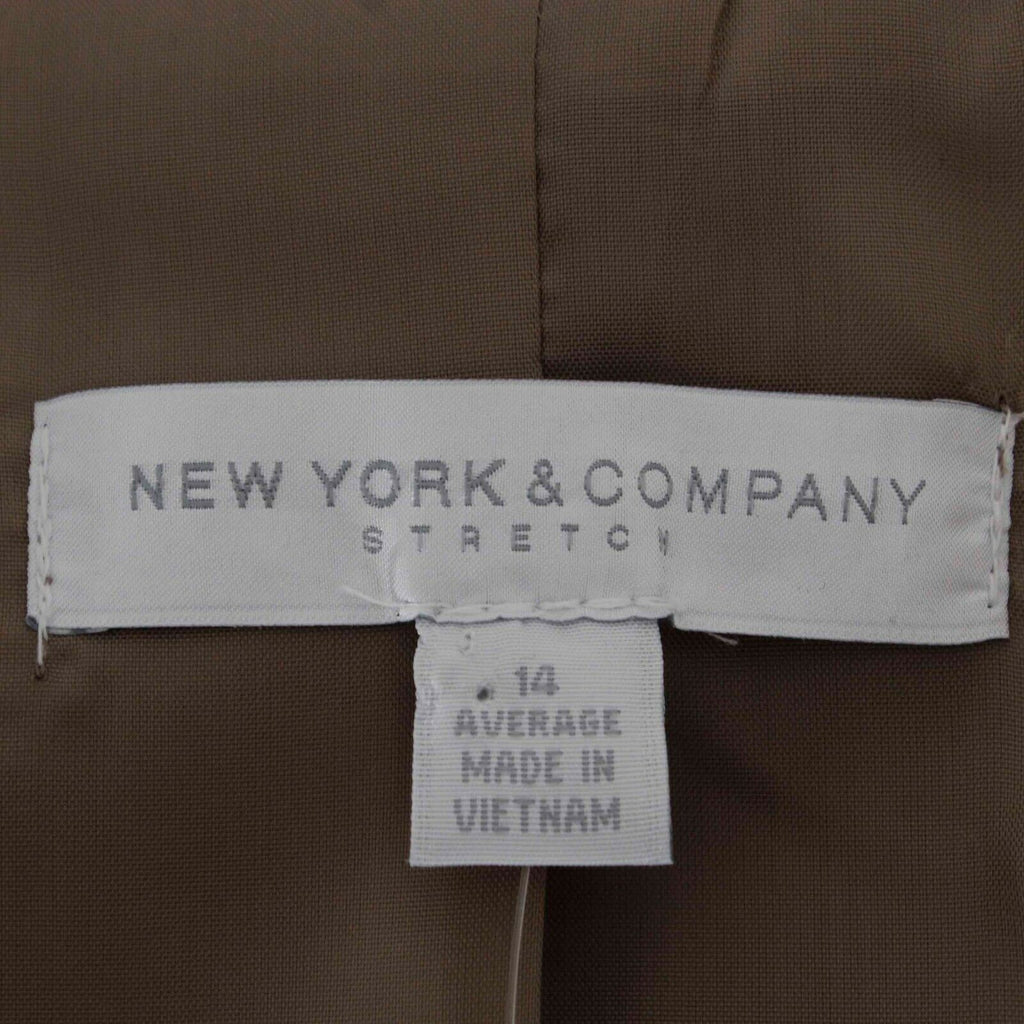 NEW YORK & COMPANY
STRETCH
14
AVERAGE
MADE IN
VIETNAM